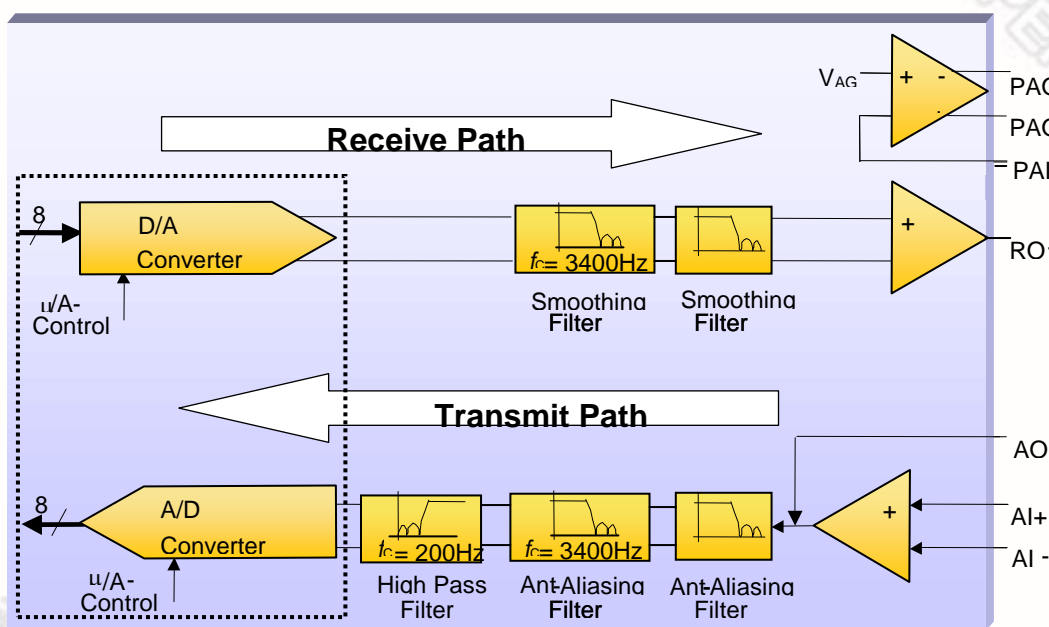 VAG
+ -
PAO
PAO
PAI
Receive Path
8
D/A
Converter
μ/A-
Control
fC= 3400Hz
Smoothing
Filter
Smoothing
Filter
+
RO
Transmit Path
AO
8
A/D
Converter
μ/A-
Control
fC= 200Hz
High Pass
Filter
fC= 3400Hz
Ant-Aliasing
Filter
Ant-Aliasing
Filter
+
AI+
AI -